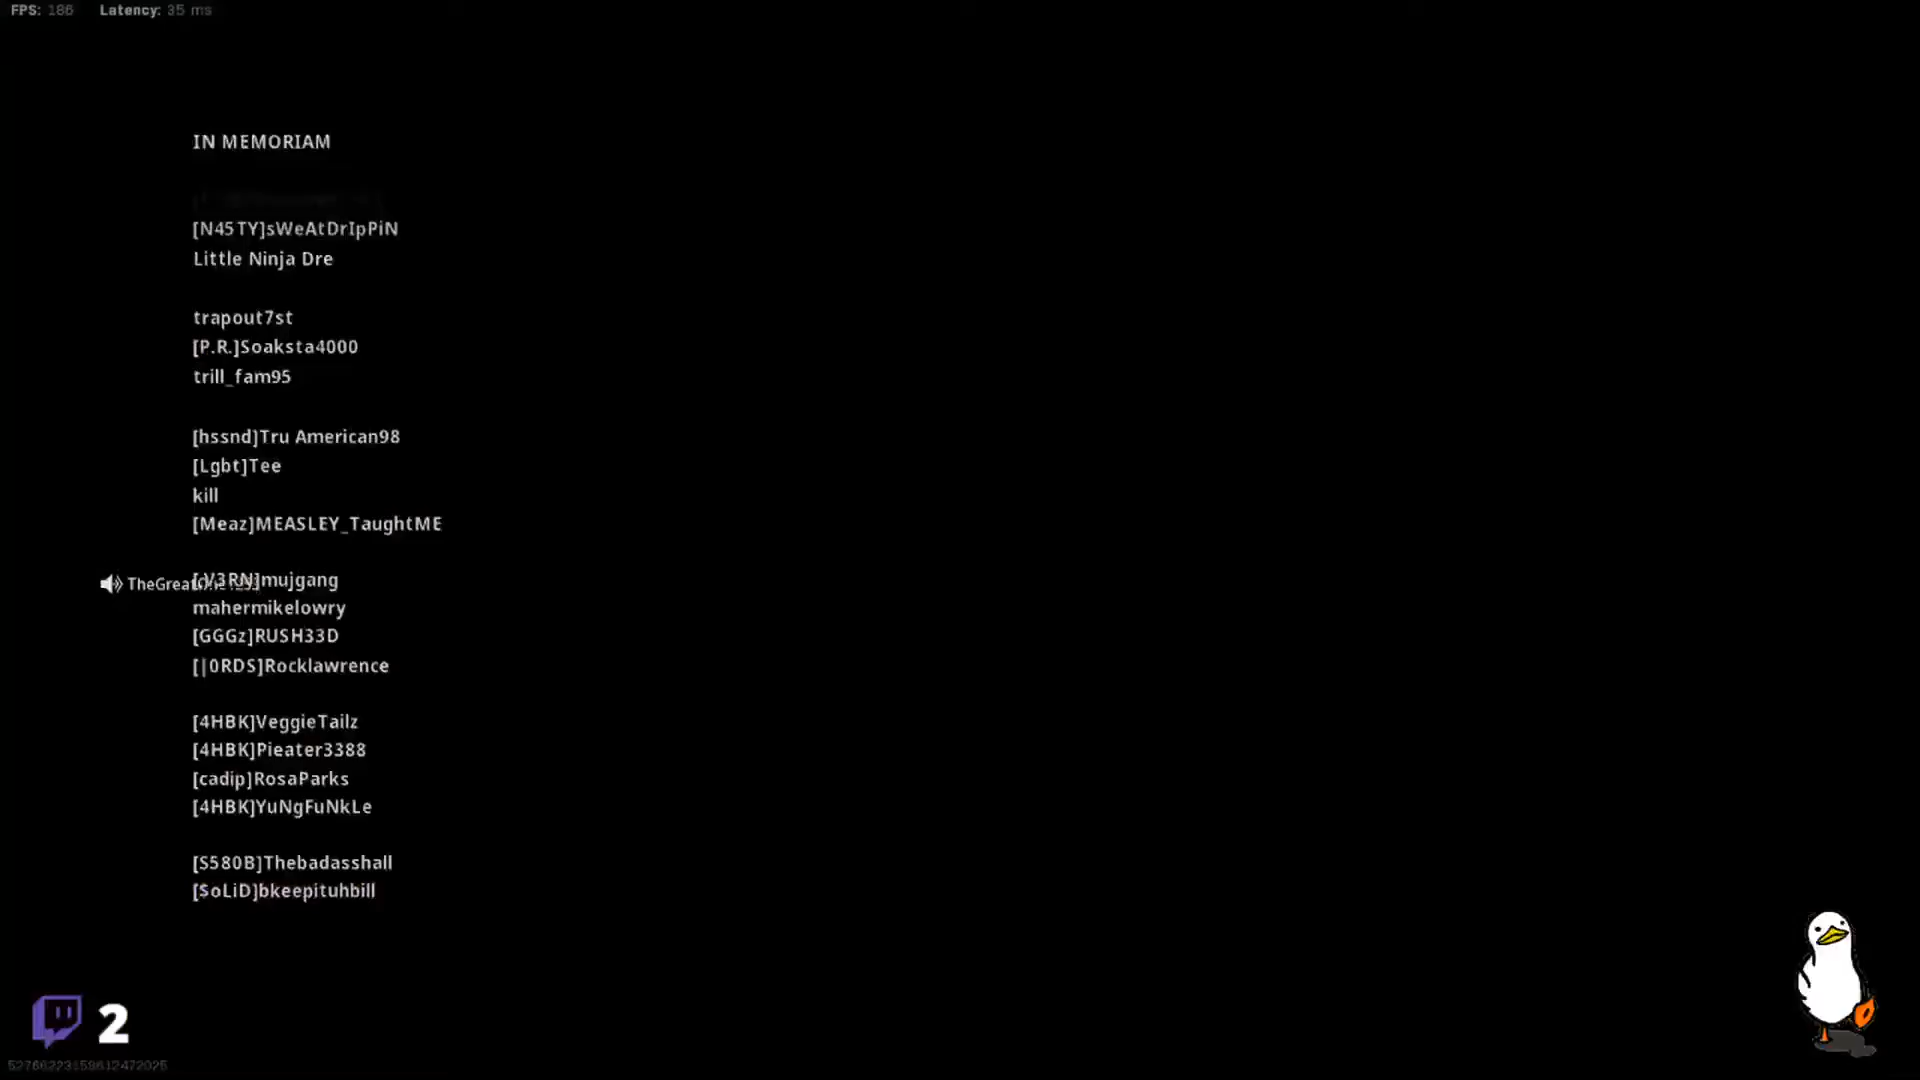 FPS: 186 Latency: 35 ms
IN MEMORIAM
[N45TY]sWeAtDrIpPiN
Little Ninja Dre
trapout7st
[P.R.]Soaksta4000
trill_fam95
[hssnd]Tru American98
[Lgbt]Tee
kill
[Meaz]MEASLEY_TaughtME
[V3RN]mujgang
mahermikelowry
[GGGz]RUSH33D
[|0RDS]Rocklawrence
[4HBK]VeggieTailz
[4HBK]Pieater3388
[cadip]RosaParks
[4HBK]YuNgFuNkLe
[S580B]Thebadasshall
[SoLiD]bkeepituhbill
2